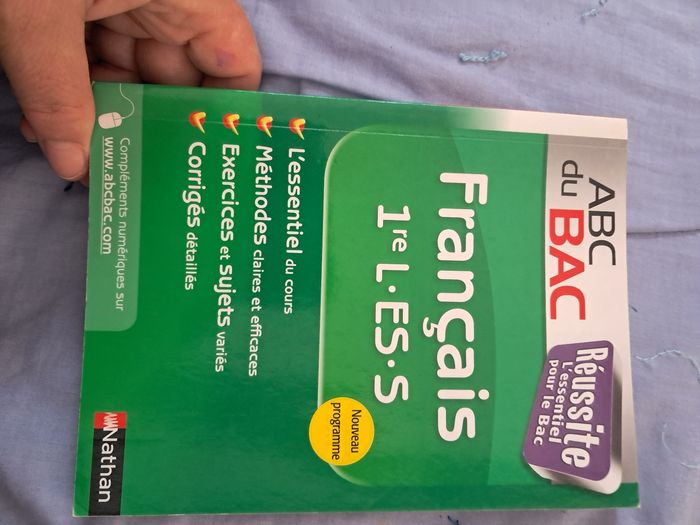 ABC
du BAC
Réussite
L'essentiel
pour le Bac
Français
1re L•ES•S
Nouveau
programme
L'essentiel du cours
Méthodes claires et efficaces
Exercices et sujets variés
Corrigés détaillés
Compléments numériques sur
www.abcbac.com
Nathan